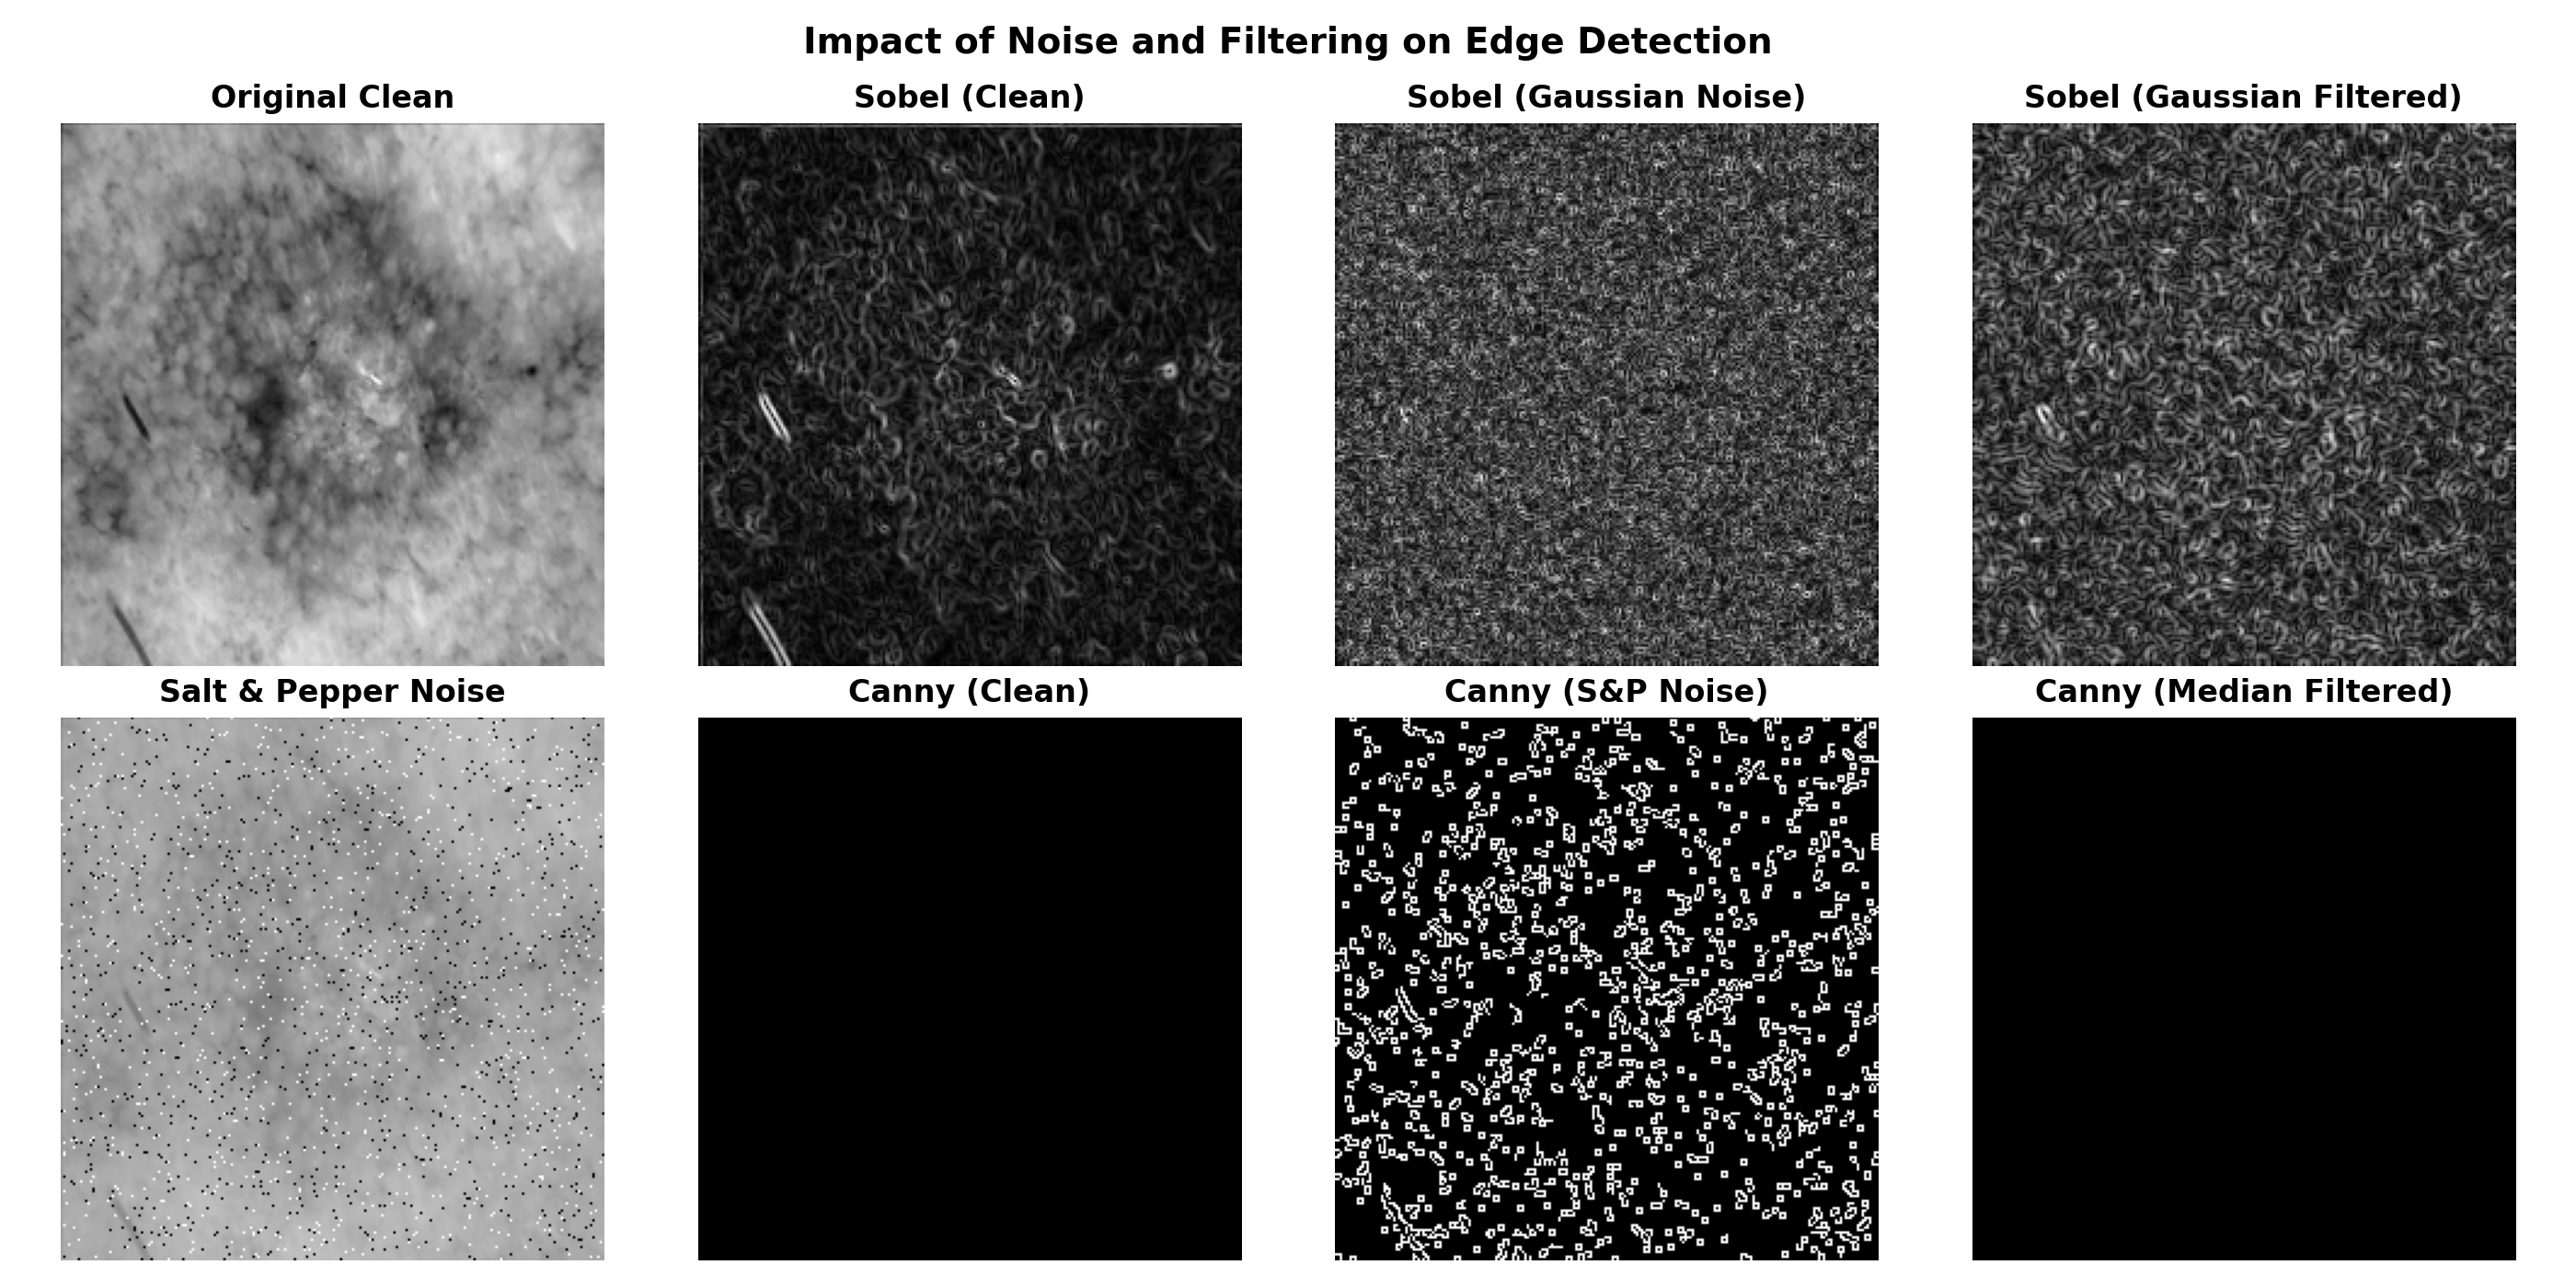 Impact of Noise and Filtering on Edge Detection
Original Clean
Sobel (Clean)
Sobel (Gaussian Noise)
Sobel (Gaussian Filtered)
Salt & Pepper Noise
Canny (Clean)
Canny (S&P Noise)
Canny (Median Filtered)